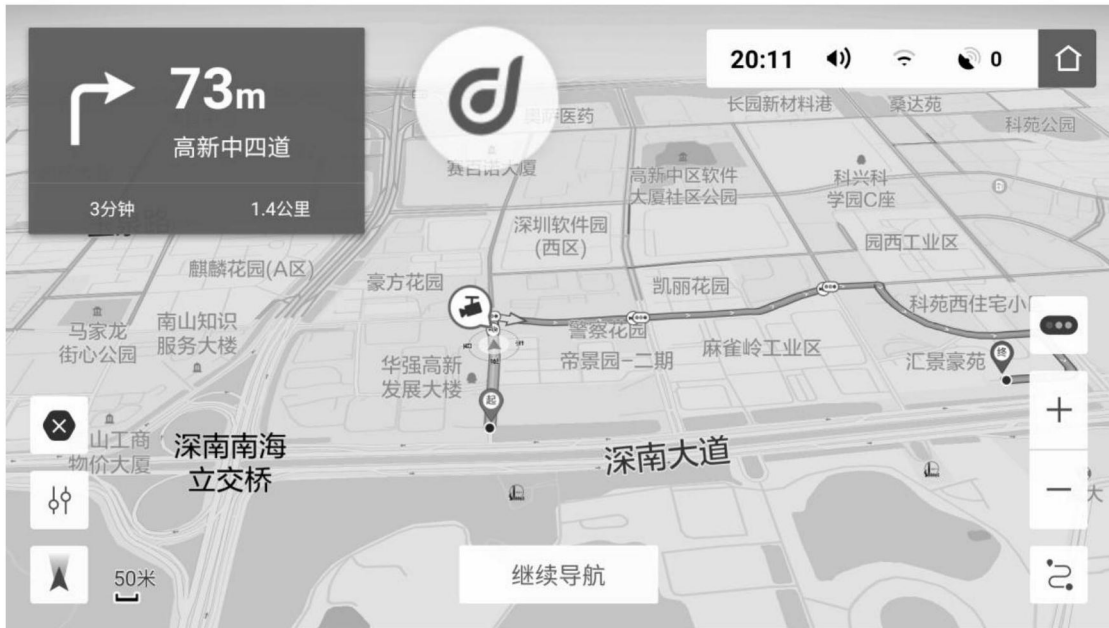 73m
高新中四道
3分钟
1.4公里
20:11
0
长园新材料港
桑达苑
科苑公园
医药
赛百诺大厦
高新中区软件
大厦社区公园
科兴科
学园C座
深圳软件园
(西区)
园西工业区
麒麟花园(A区)
豪方花园
凯丽花园
科苑西住宅小
马家龙
街心公园
南山知识
服务大楼
警察花园
华强高新
发展大楼
帝景园-二期
麻雀岭工业区
汇景豪苑
终
起
山工商
物价大厦
深南南海
立交桥
深南大道
大
50米
继续导航